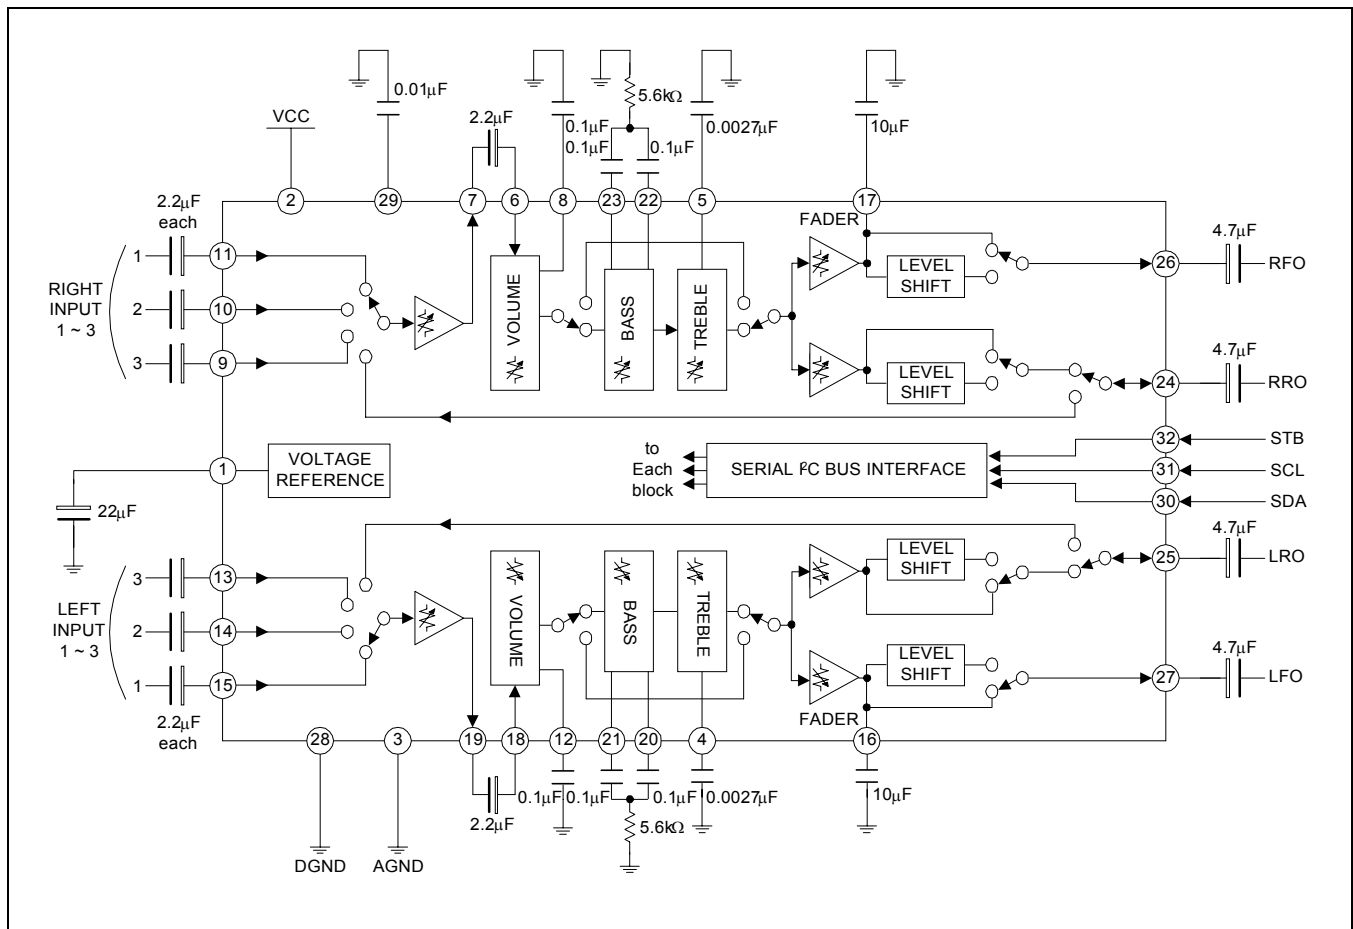 0.01µF
VCC
2.2µF
0.1µF
0.1µF
5.6kΩ
0.1µF
0.0027µF
10µF
2.2µF
each
2
29
7
6
8
23
22
5
17
FADER
4.7µF
1
11
26
RFO
RIGHT
INPUT
1 ~ 3
2
10
3
9
VOLUME
BASS
TREBLE
LEVEL
SHIFT
LEVEL
SHIFT
4.7µF
24
RRO
1
VOLTAGE
REFERENCE
to
Each
block
SERIAL I²C BUS INTERFACE
32
STB
31
SCL
30
SDA
22µF
4.7µF
25
LRO
3
13
LEFT
INPUT
1 ~ 3
2
14
1
15
2.2µF
each
VOLUME
BASS
TREBLE
LEVEL
SHIFT
LEVEL
SHIFT
FADER
4.7µF
27
LFO
28
3
19
18
12
21
20
4
16
2.2µF
0.1µF
0.1µF
0.1µF
0.0027µF
10µF
5.6kΩ
DGND
AGND